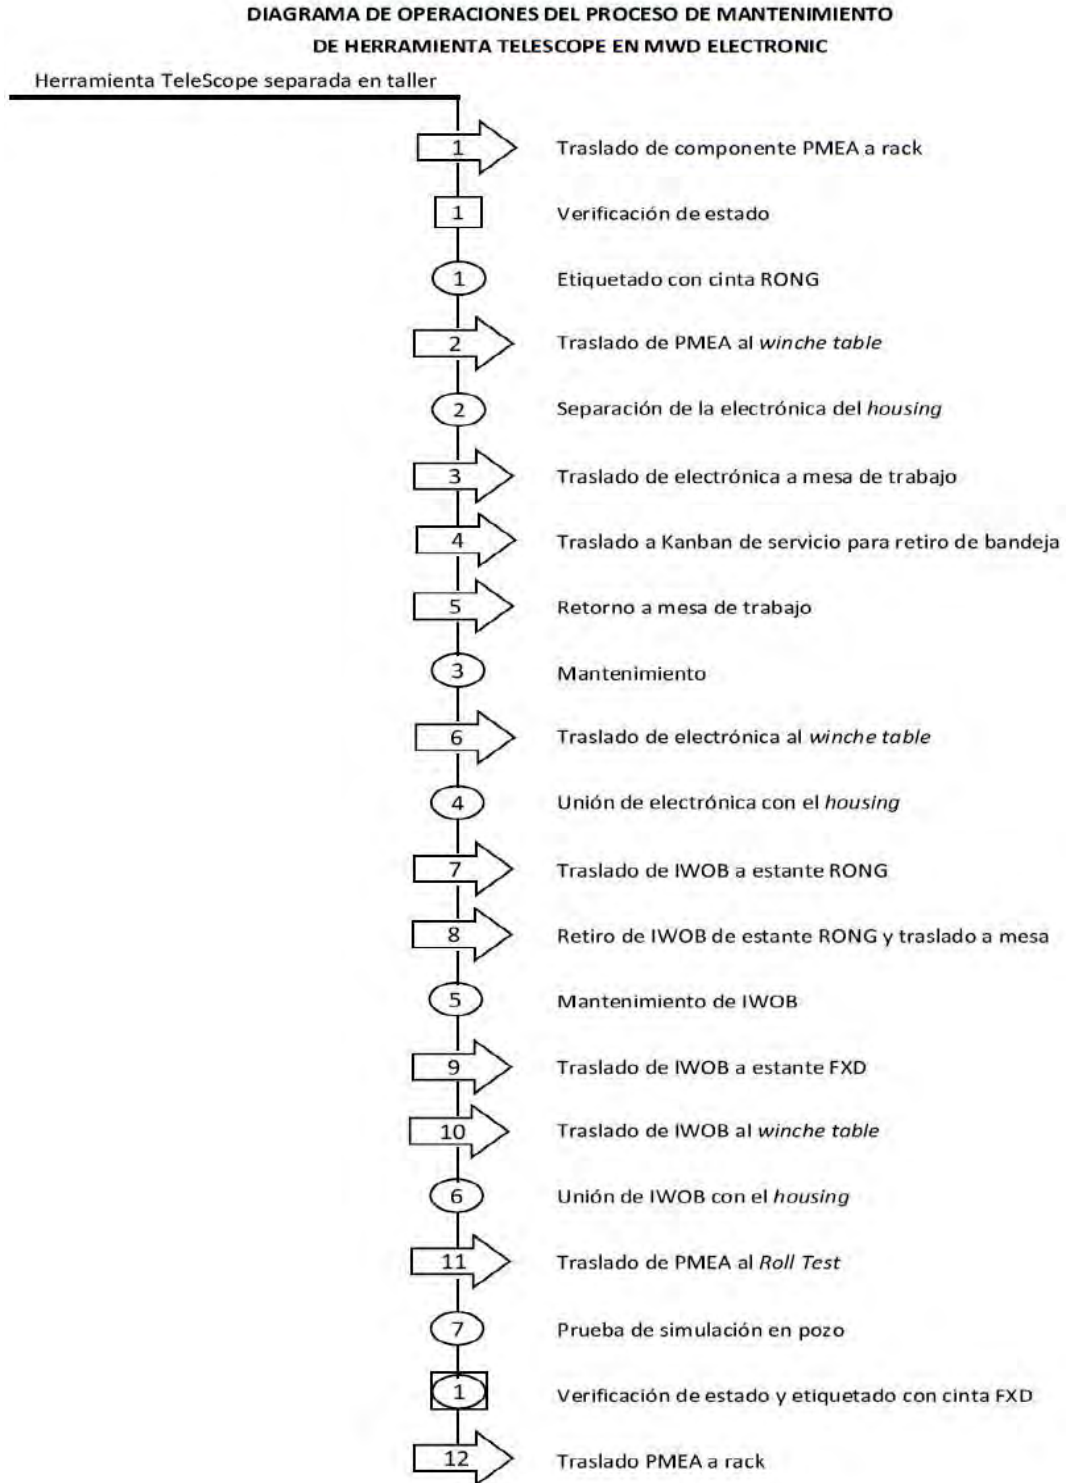 DIAGRAMA DE OPERACIONES DEL PROCESO DE MANTENIMIENTO
DE HERRAMIENTA TELESCOPE EN MWD ELECTRONIC
Herramienta TeleScope separada en taller
1 Traslado de componente PMEA a rack
1 Verificación de estado
1 Etiquetado con cinta RONG
2 Traslado de PMEA al winche table
2 Separación de la electrónica del housing
3 Traslado de electrónica a mesa de trabajo
4 Traslado a Kanban de servicio para retiro de bandeja
5 Retorno a mesa de trabajo
3 Mantenimiento
6 Traslado de electrónica al winche table
4 Unión de electrónica con el housing
7 Traslado de IWOB a estante RONG
8 Retiro de IWOB de estante RONG y traslado a mesa
5 Mantenimiento de IWOB
9 Traslado de IWOB a estante FXD
10 Traslado de IWOB al winche table
6 Unión de IWOB con el housing
11 Traslado de PMEA al Roll Test
7 Prueba de simulación en pozo
1 Verificación de estado y etiquetado con cinta FXD
12 Traslado PMEA a rack